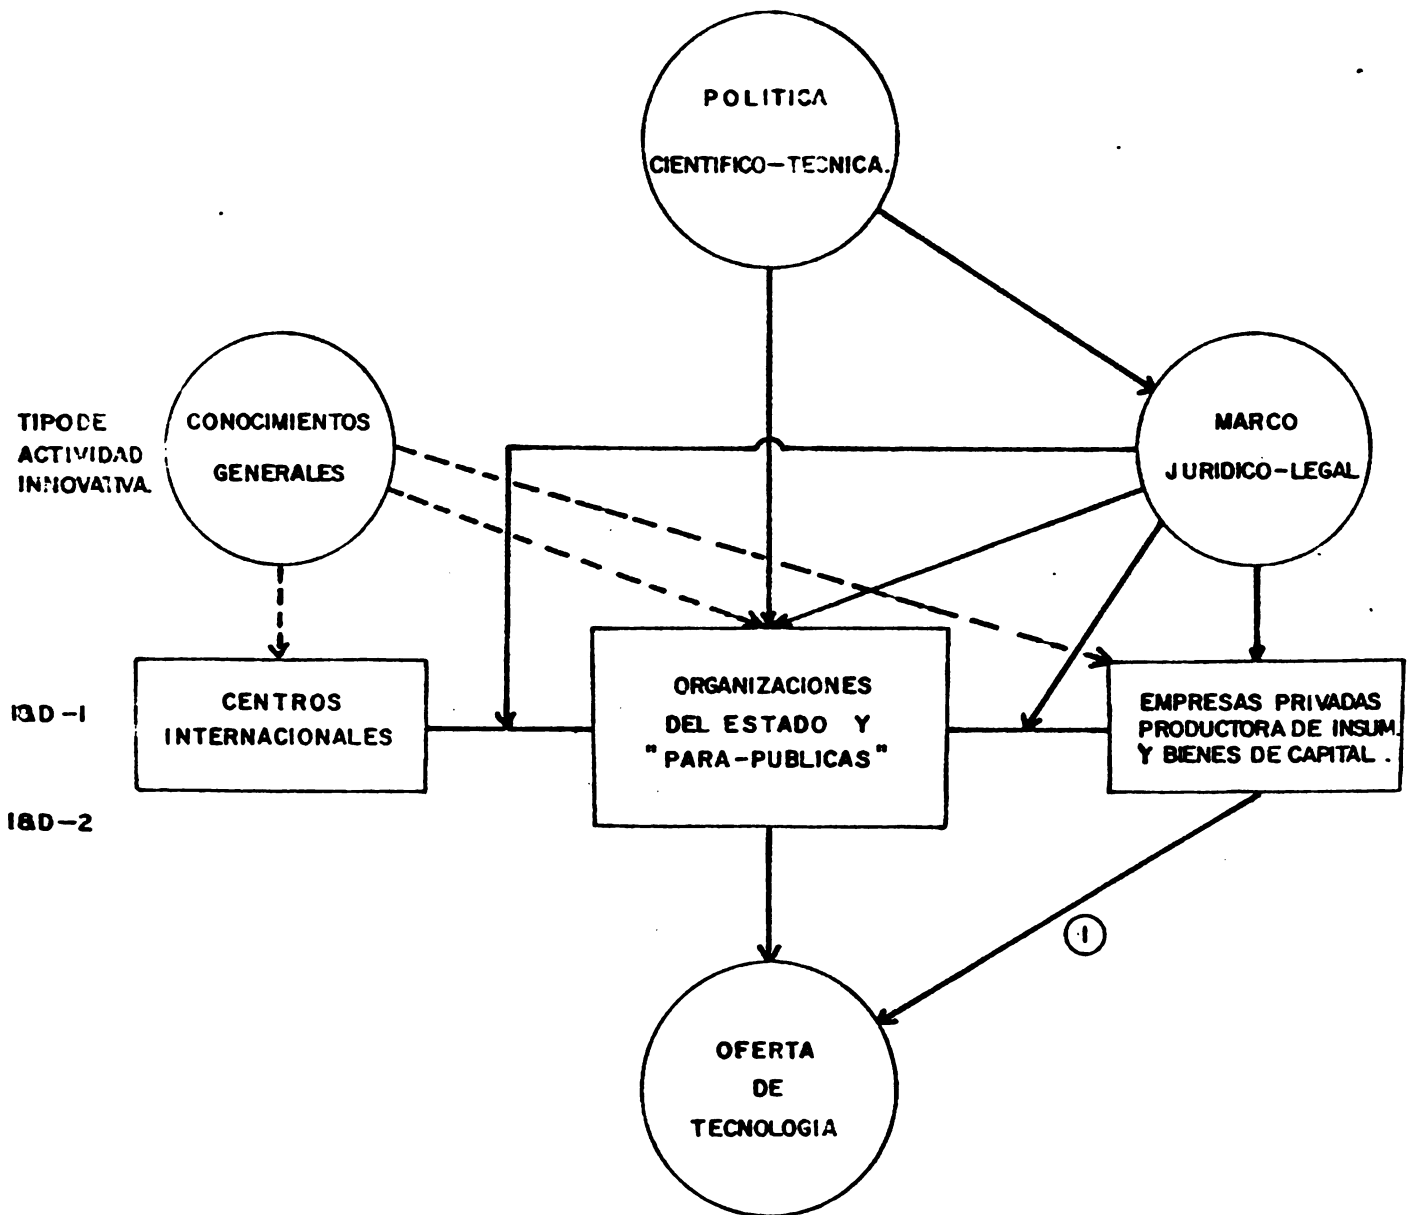 POLITICA
CIENTIFICO-TECNICA.
TIPO DE
ACTIVIDAD
INNOVATIVA.
CONOCIMIENTOS
GENERALES
MARCO
JURIDICO-LEGAL
I&D-1
CENTROS
INTERNACIONALES
ORGANIZACIONES
DEL ESTADO Y
"PARA-PUBLICAS"
EMPRESAS PRIVADAS
PRODUCTORA DE INSUM.
Y BIENES DE CAPITAL.
I&D-2
1
OFERTA
DE
TECNOLOGIA